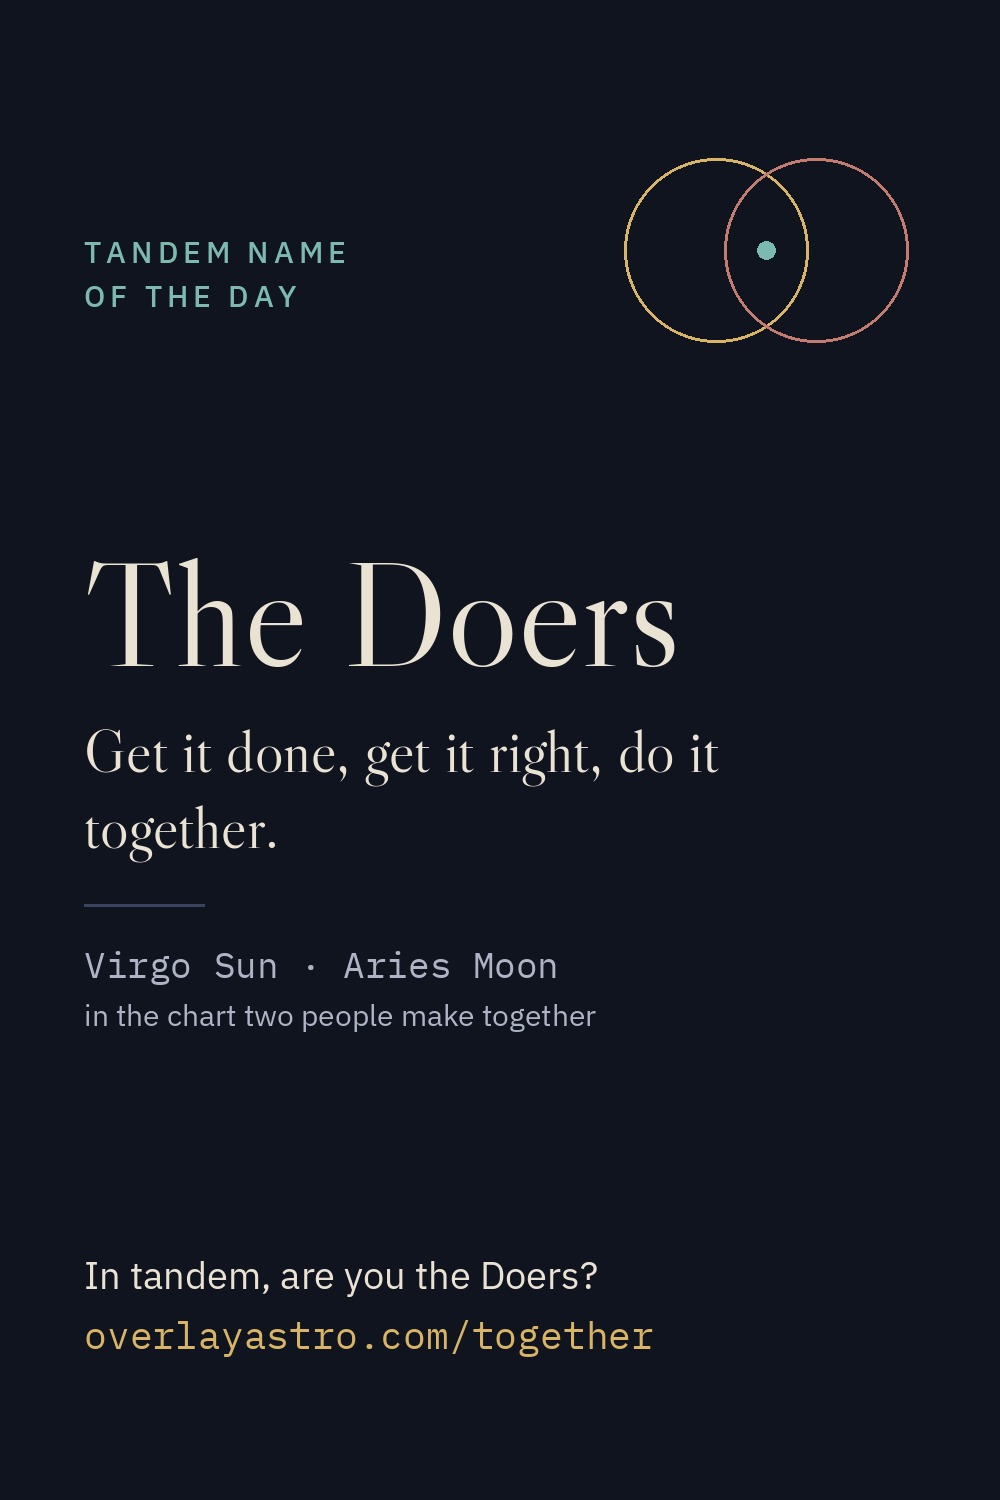 TANDEM NAME
OF THE DAY
The Doers
Get it done, get it right, do it
together.
Virgo Sun · Aries Moon
in the chart two people make together
In tandem, are you the Doers?
overlayastro.com/together